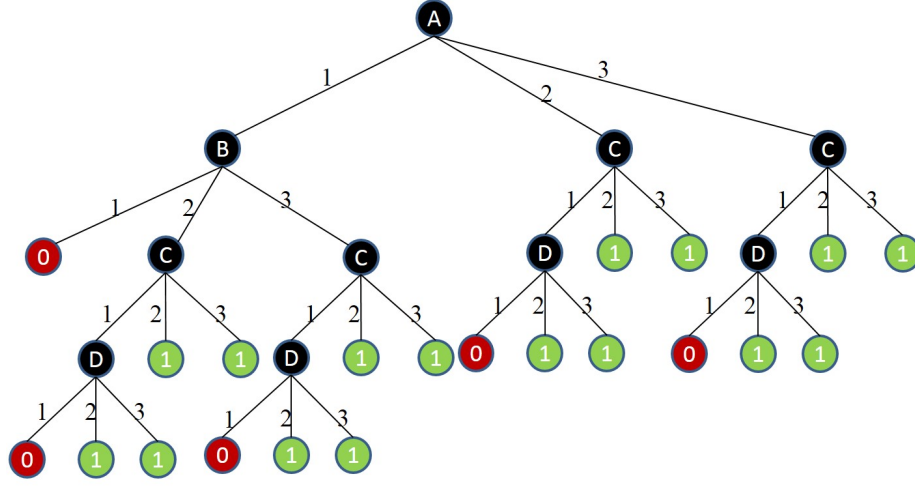 A
1 2 3
B C C
1 2 3 1 2 3 1 2 3
0 C C D 1 1 D 1 1
1 2 3 1 2 3 1 2 3 1 2 3
D 1 1 D 1 1 0 1 1 0 1 1
1 2 3 1 2 3
0 1 1 0 1 1